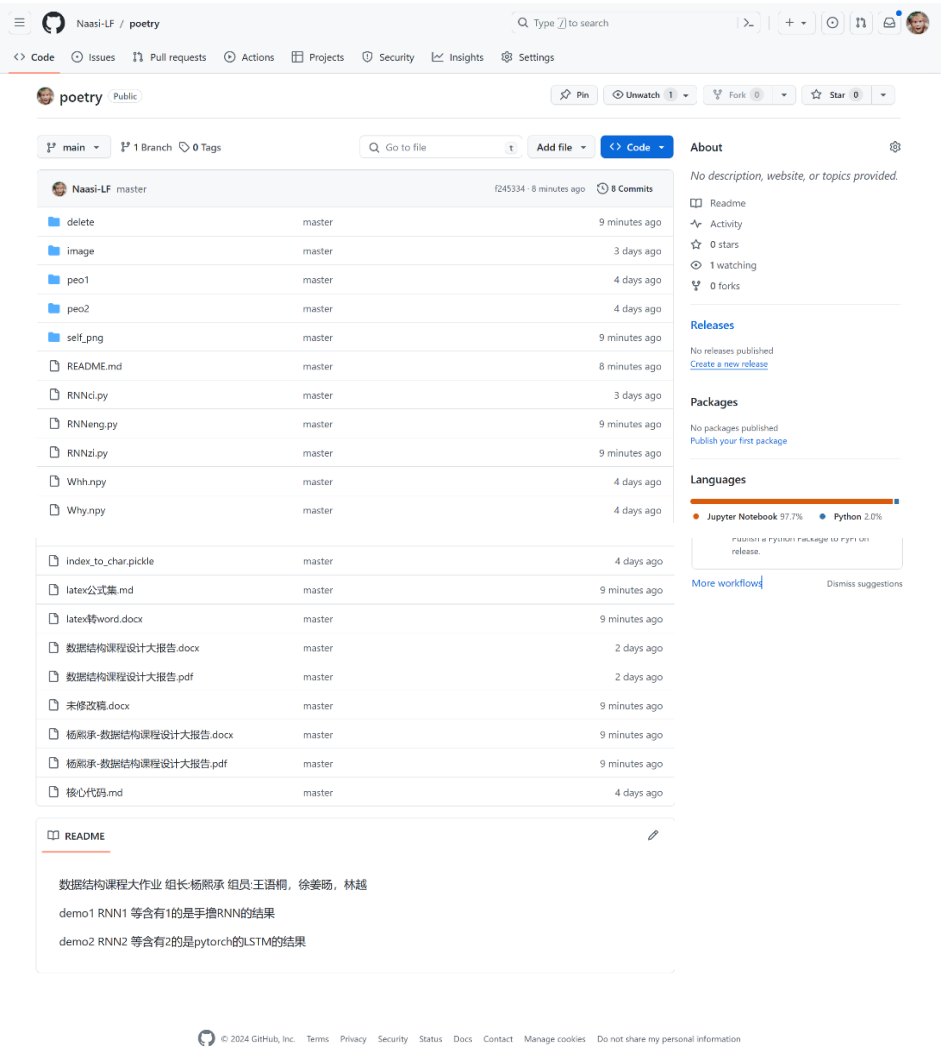 Naasi-LF / poetry
Type / to search
Code Issues Pull requests Actions Projects Security Insights Settings
poetry Public
Pin Unwatch 1 Fork 0 Star 0
main 1 Branch 0 Tags
Go to file t Add file Code
Naasi-LF master f245334 · 8 minutes ago 8 Commits
delete master 9 minutes ago
image master 3 days ago
peo1 master 4 days ago
peo2 master 4 days ago
self_png master 9 minutes ago
README.md master 8 minutes ago
RNNci.py master 3 days ago
RNNeng.py master 9 minutes ago
RNNzi.py master 9 minutes ago
Whh.npy master 4 days ago
Why.npy master 4 days ago
index_to_char.pickle master 4 days ago
latex公式集.md master 9 minutes ago
latex转word.docx master 9 minutes ago
数据结构课程设计大报告.docx master 2 days ago
数据结构课程设计大报告.pdf master 2 days ago
未修改稿.docx master 9 minutes ago
杨熙承-数据结构课程设计大报告.docx master 9 minutes ago
杨熙承-数据结构课程设计大报告.pdf master 9 minutes ago
核心代码.md master 4 days ago
README
数据结构课程大作业 组长:杨熙承 组员:王语桐，徐姜旸，林越
demo1 RNN1 等含有1的是手撸RNN的结果
demo2 RNN2 等含有2的是pytorch的LSTM的结果
About
No description, website, or topics provided.
Readme
Activity
0 stars
1 watching
0 forks
Releases
No releases published
Create a new release
Packages
No packages published
Publish your first package
Languages
Jupyter Notebook 97.7% Python 2.0%
Publish a Python Package to PyPI on
release.
More workflows Dismiss suggestions
© 2024 GitHub, Inc. Terms Privacy Security Status Docs Contact Manage cookies Do not share my personal information